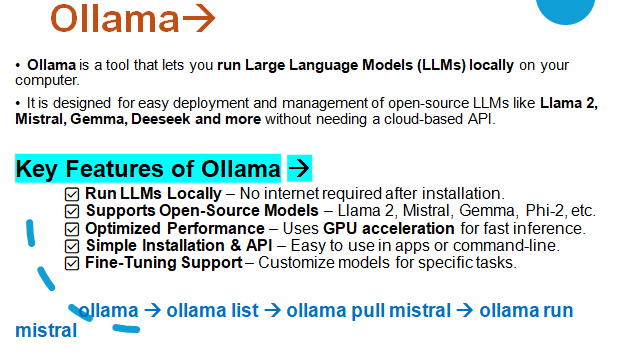 Ollama→
• Ollama is a tool that lets you run Large Language Models (LLMs) locally on your
computer.
• It is designed for easy deployment and management of open-source LLMs like Llama 2,
Mistral, Gemma, Deeseek and more without needing a cloud-based API.
Key Features of Ollama →
☑ Run LLMs Locally – No internet required after installation.
☑ Supports Open-Source Models – Llama 2, Mistral, Gemma, Phi-2, etc.
☑ Optimized Performance – Uses GPU acceleration for fast inference.
☑ Simple Installation & API – Easy to use in apps or command-line.
☑ Fine-Tuning Support – Customize models for specific tasks.
ollama → ollama list → ollama pull mistral → ollama run
mistral